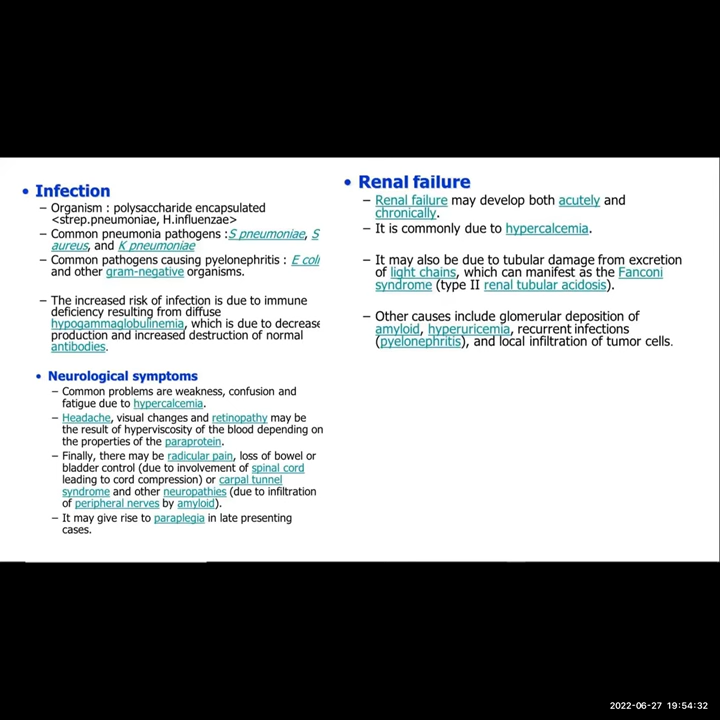 • Infection
– Organism : polysaccharide encapsulated
<strep.pneumoniae, H.influenzae>
– Common pneumonia pathogens :S pneumoniae, S
aureus, and K pneumoniae
– Common pathogens causing pyelonephritis : E coli
and other gram-negative organisms.
– The increased risk of infection is due to immune
deficiency resulting from diffuse
hypogammaglobulinemia, which is due to decrease
production and increased destruction of normal
antibodies.
• Neurological symptoms
– Common problems are weakness, confusion and
fatigue due to hypercalcemia.
– Headache, visual changes and retinopathy may be
the result of hyperviscosity of the blood depending on
the properties of the paraprotein.
– Finally, there may be radicular pain, loss of bowel or
bladder control (due to involvement of spinal cord
leading to cord compression) or carpal tunnel
syndrome and other neuropathies (due to infiltration
of peripheral nerves by amyloid).
– It may give rise to paraplegia in late presenting
cases.
• Renal failure
– Renal failure may develop both acutely and
chronically.
– It is commonly due to hypercalcemia.
– It may also be due to tubular damage from excretion
of light chains, which can manifest as the Fanconi
syndrome (type II renal tubular acidosis).
– Other causes include glomerular deposition of
amyloid, hyperuricemia, recurrent infections
(pyelonephritis), and local infiltration of tumor cells.
2022-06-27 19:54:32